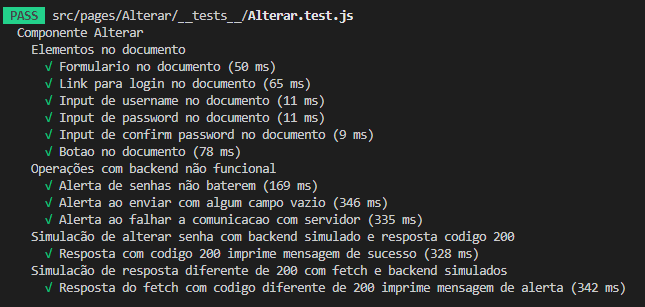 PASS src/pages/Alterar/__tests__/Alterar.test.js
Componente Alterar
Elementos no documento
√ Formulario no documento (50 ms)
√ Link para login no documento (65 ms)
√ Input de username no documento (11 ms)
√ Input de password no documento (11 ms)
√ Input de confirm password no documento (9 ms)
√ Botao no documento (78 ms)
Operações com backend não funcional
√ Alerta de senhas não baterem (169 ms)
√ Alerta ao enviar com algum campo vazio (346 ms)
√ Alerta ao falhar a comunicacao com servidor (335 ms)
Simulacão de alterar senha com backend simulado e resposta codigo 200
√ Resposta com codigo 200 imprime mensagem de sucesso (328 ms)
Simulacão de resposta diferente de 200 com fetch e backend simulados
√ Resposta do fetch com codigo diferente de 200 imprime mensagem de alerta (342 ms)